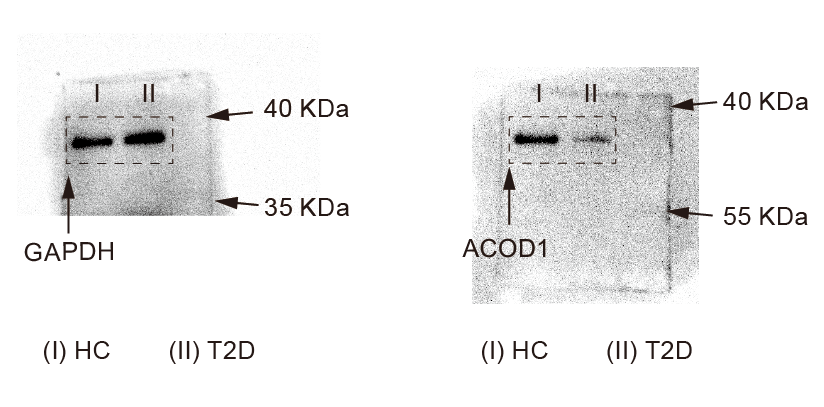 I II
40 KDa
35 KDa
GAPDH
(I) HC (II) T2D
I II
40 KDa
55 KDa
ACOD1
(I) HC (II) T2D